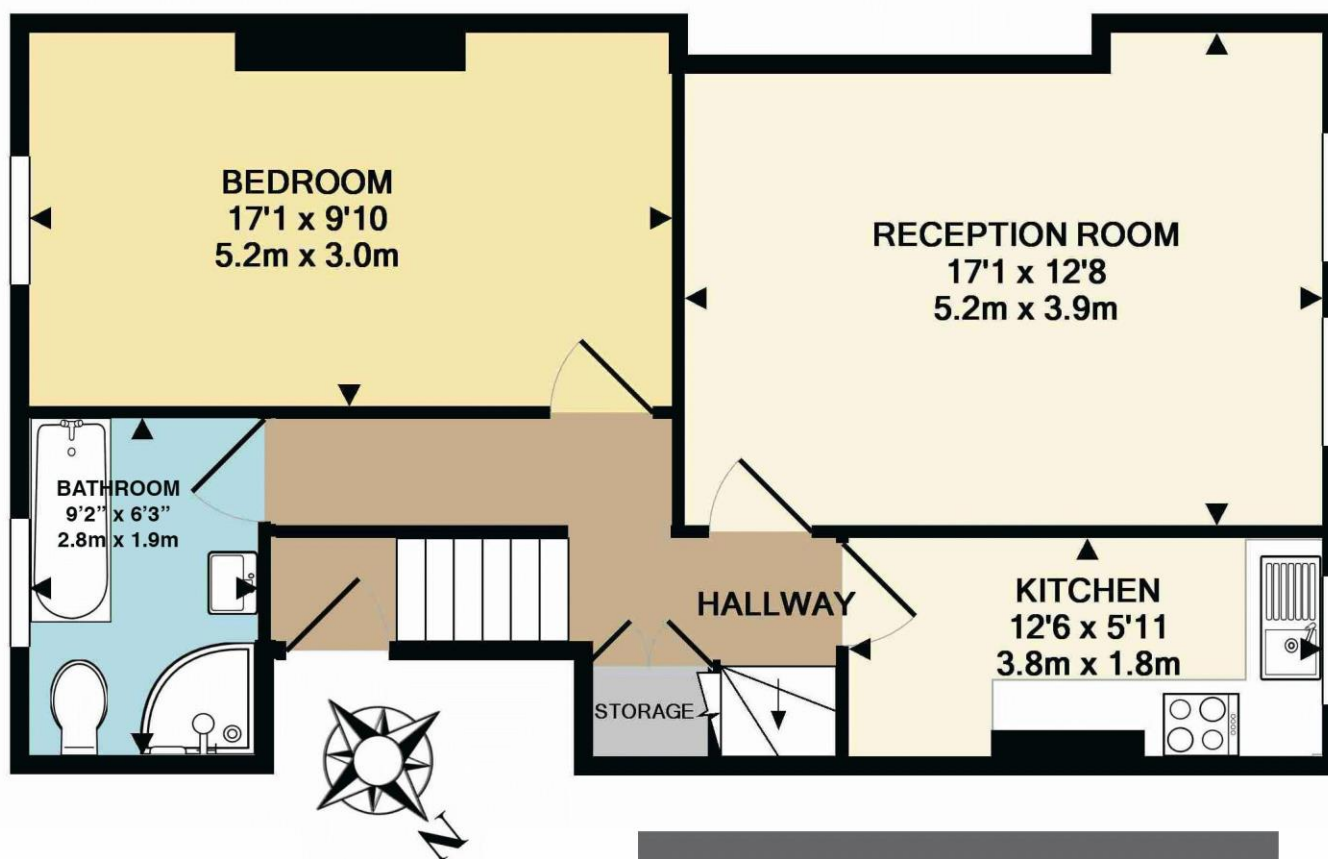 BEDROOM
17'1 x 9'10
5.2m x 3.0m
RECEPTION ROOM
17'1 x 12'8
5.2m x 3.9m
BATHROOM
9'2” x 6'3”
2.8m x 1.9m
HALLWAY
KITCHEN
12'6 x 5'11
3.8m x 1.8m
STORAGE
N